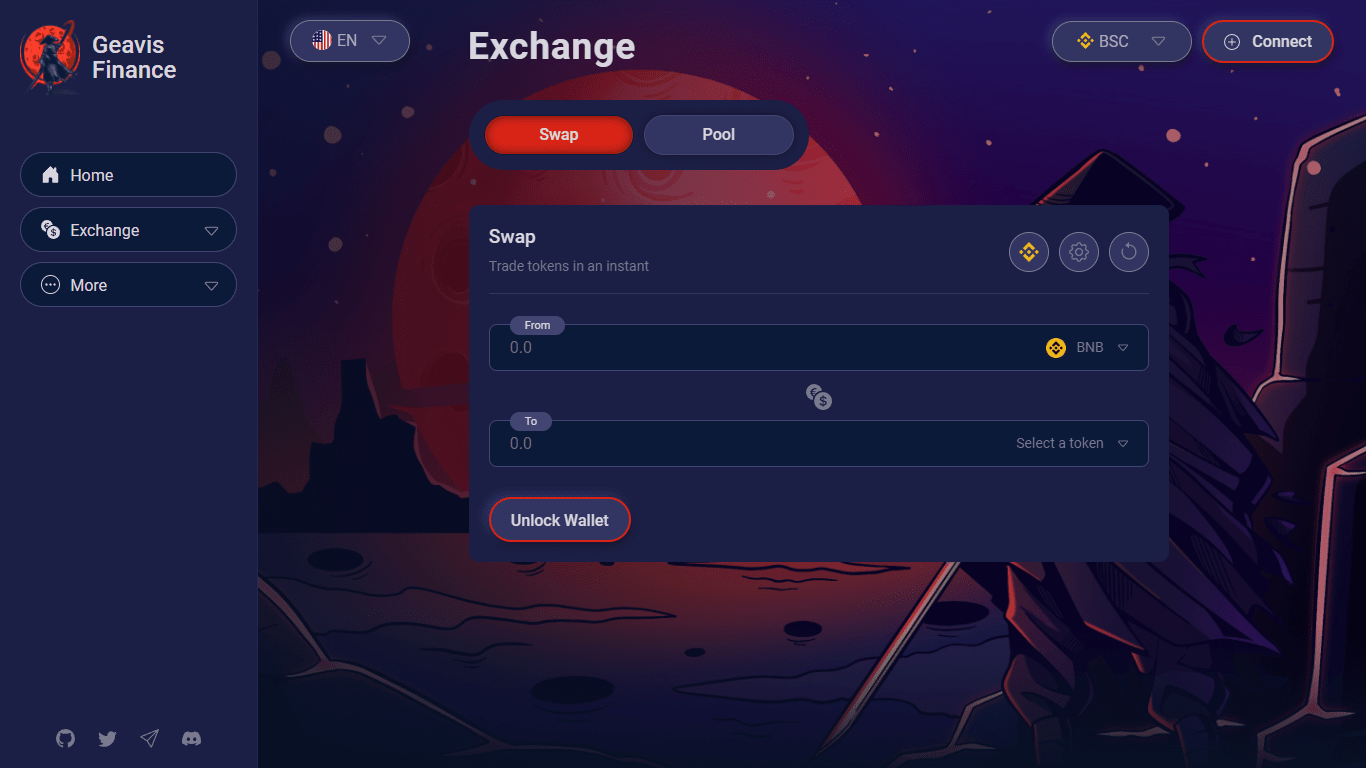 Geavis
Finance
Home
Exchange
More
EN
Exchange
BSC
Connect
Swap
Pool
Swap
Trade tokens in an instant
From
0.0
BNB
To
0.0
Select a token
Unlock Wallet